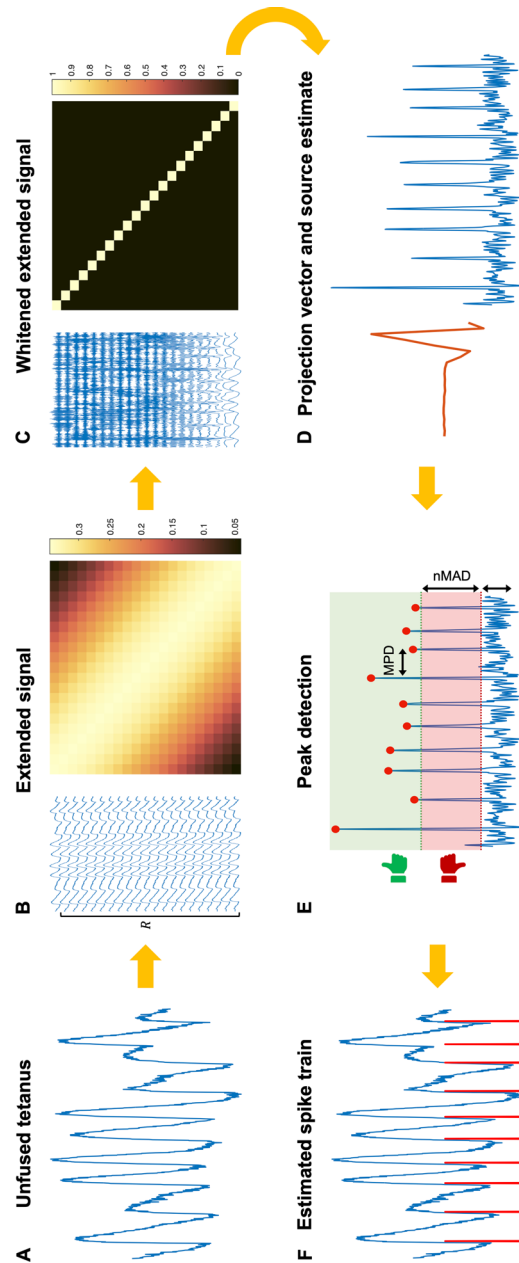 A Unfused tetanus
B Extended signal
R
0.3
0.25
0.2
0.15
0.1
0.05
C Whitened extended signal
1
0.9
0.8
0.7
0.6
0.5
0.4
0.3
0.2
0.1
0
D Projection vector and source estimate
E Peak detection
MPD
nMAD
F Estimated spike train